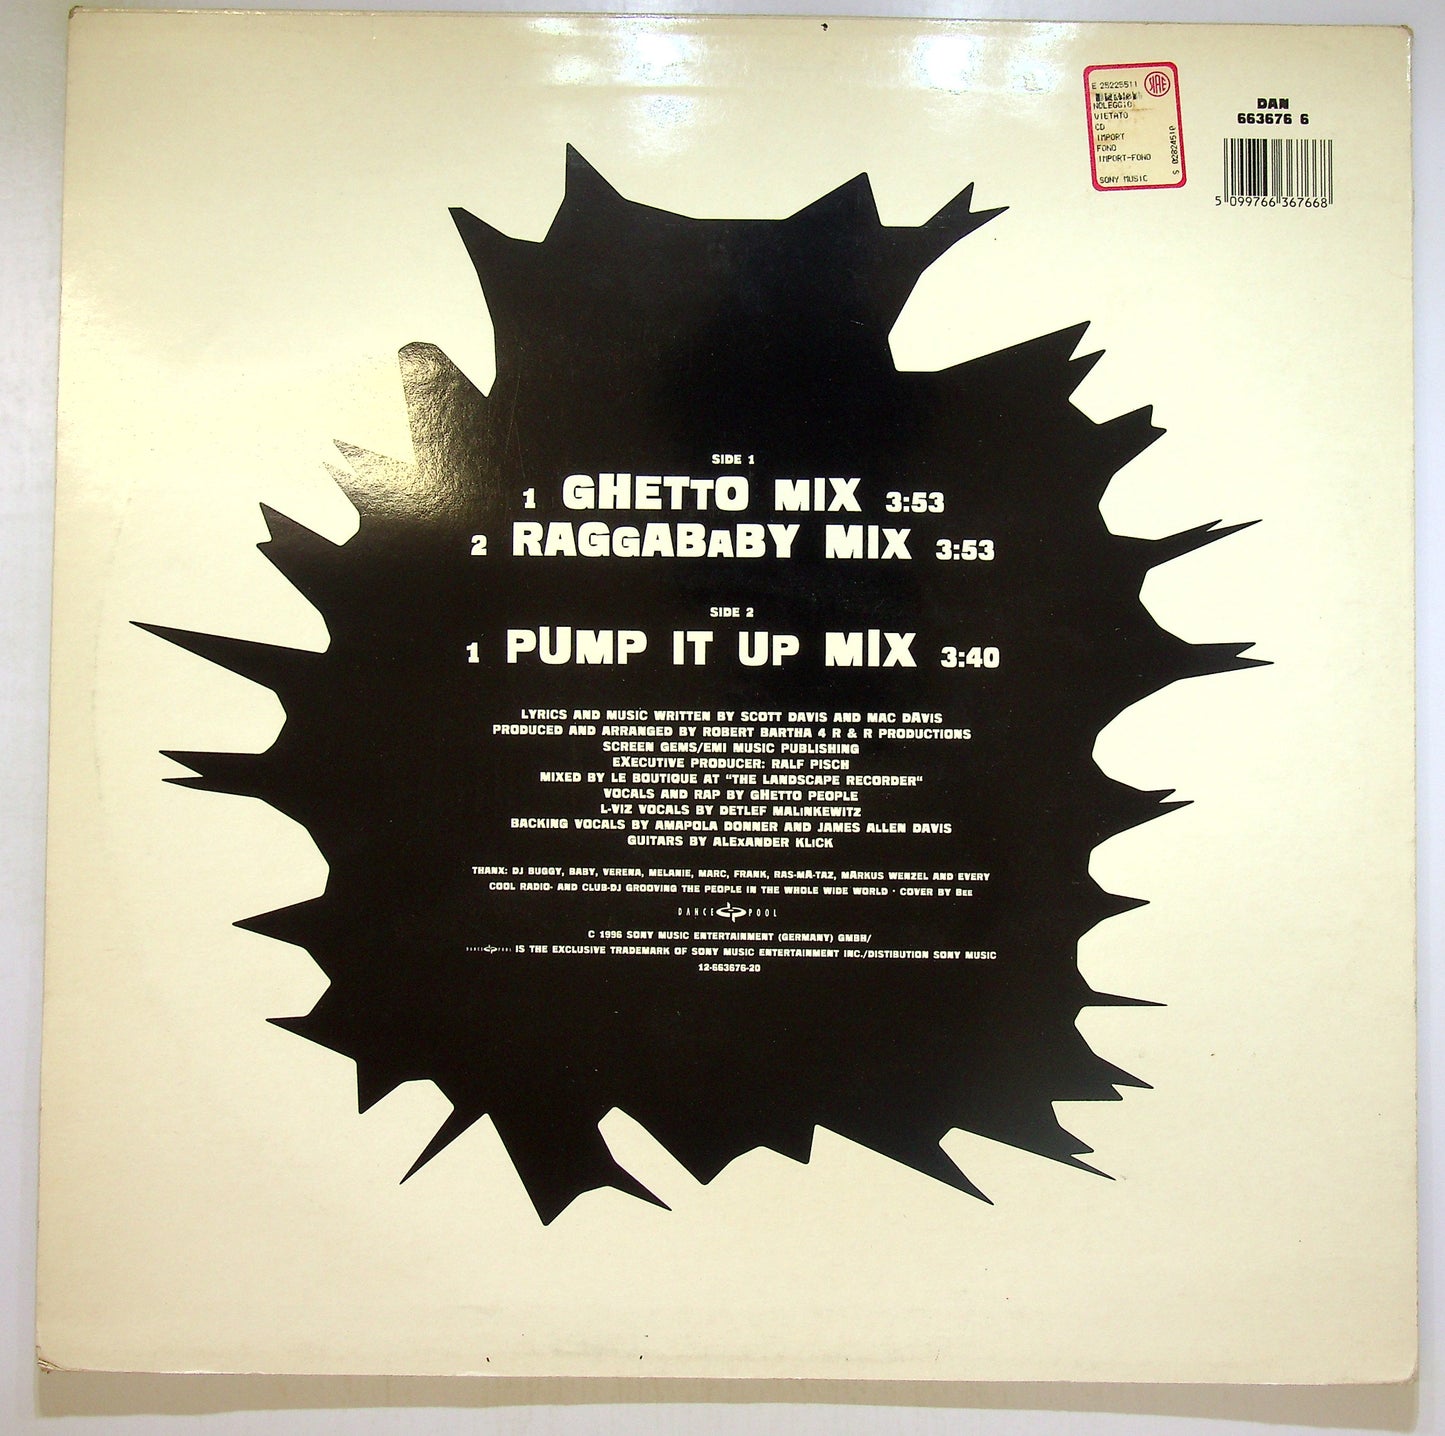 E 25225511
NOLEGGIO
VIETATO
CD
IMPORT
FONO
IMPORT-FONO
SONY MUSIC
S 02824510
DAN
663676 6
5 099766 367668
SIDE 1
1 GHETTO MIX 3:53
2 RAGGABABY MIX 3:53
SIDE 2
1 PUMP IT UP MIX 3:40
LYRICS AND MUSIC WRITTEN BY SCOTT DAVIS AND MAC DAVIS
PRODUCED AND ARRANGED BY ROBERT BARTHA 4 R & R PRODUCTIONS
SCREEN GEMS/EMI MUSIC PUBLISHING
EXECUTIVE PRODUCER: RALF PISCH
MIXED BY LE BOUTIQUE AT "THE LANDSCAPE RECORDER"
VOCALS AND RAP BY GHETTO PEOPLE
L-VIZ VOCALS BY DETLEF MALINKEWITZ
BACKING VOCALS BY AMAPOLA DONNER AND JAMES ALLEN DAVIS
GUITARS BY ALEXANDER KLICK
THANX: DJ BUGGY, BABY, VERENA, MELANIE, MARC, FRANK, RAS-MA-TAZ, MARKUS WENZEL AND EVERY
COOL RADIO- AND CLUB-DJ GROOVING THE PEOPLE IN THE WHOLE WIDE WORLD · COVER BY BEE
DANCE POOL
C 1996 SONY MUSIC ENTERTAINMENT (GERMANY) GMBH/
DANCE POOL IS THE EXCLUSIVE TRADEMARK OF SONY MUSIC ENTERTAINMENT INC./DISTIBUTION SONY MUSIC
12-663676-20